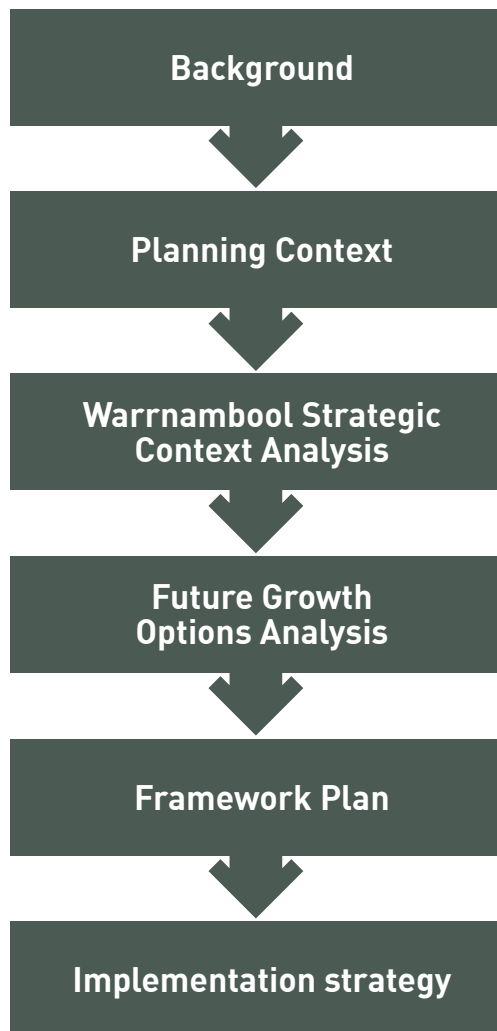 Background
Planning Context
Warrnambool Strategic
Context Analysis
Future Growth
Options Analysis
Framework Plan
Implementation strategy